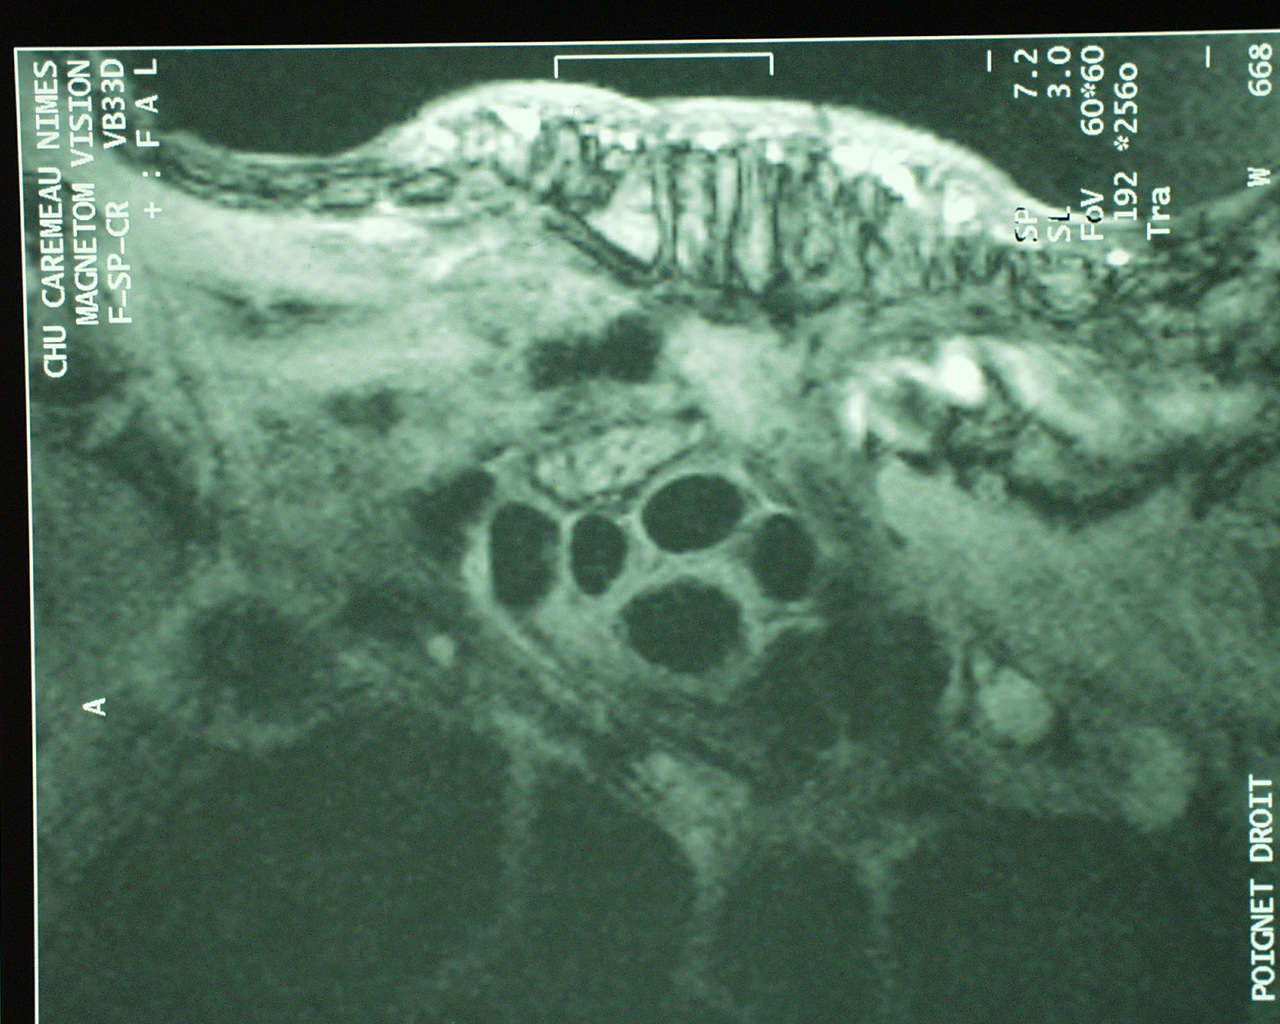 CHU CAREMEAU NIMES
MAGNETOM VISION
F-SP-CR VB33D
+ : F A L
A
SP 7.2
SL 3.0
FoV 60*60
192 *256o
Tra
W 668
POIGNET DROIT